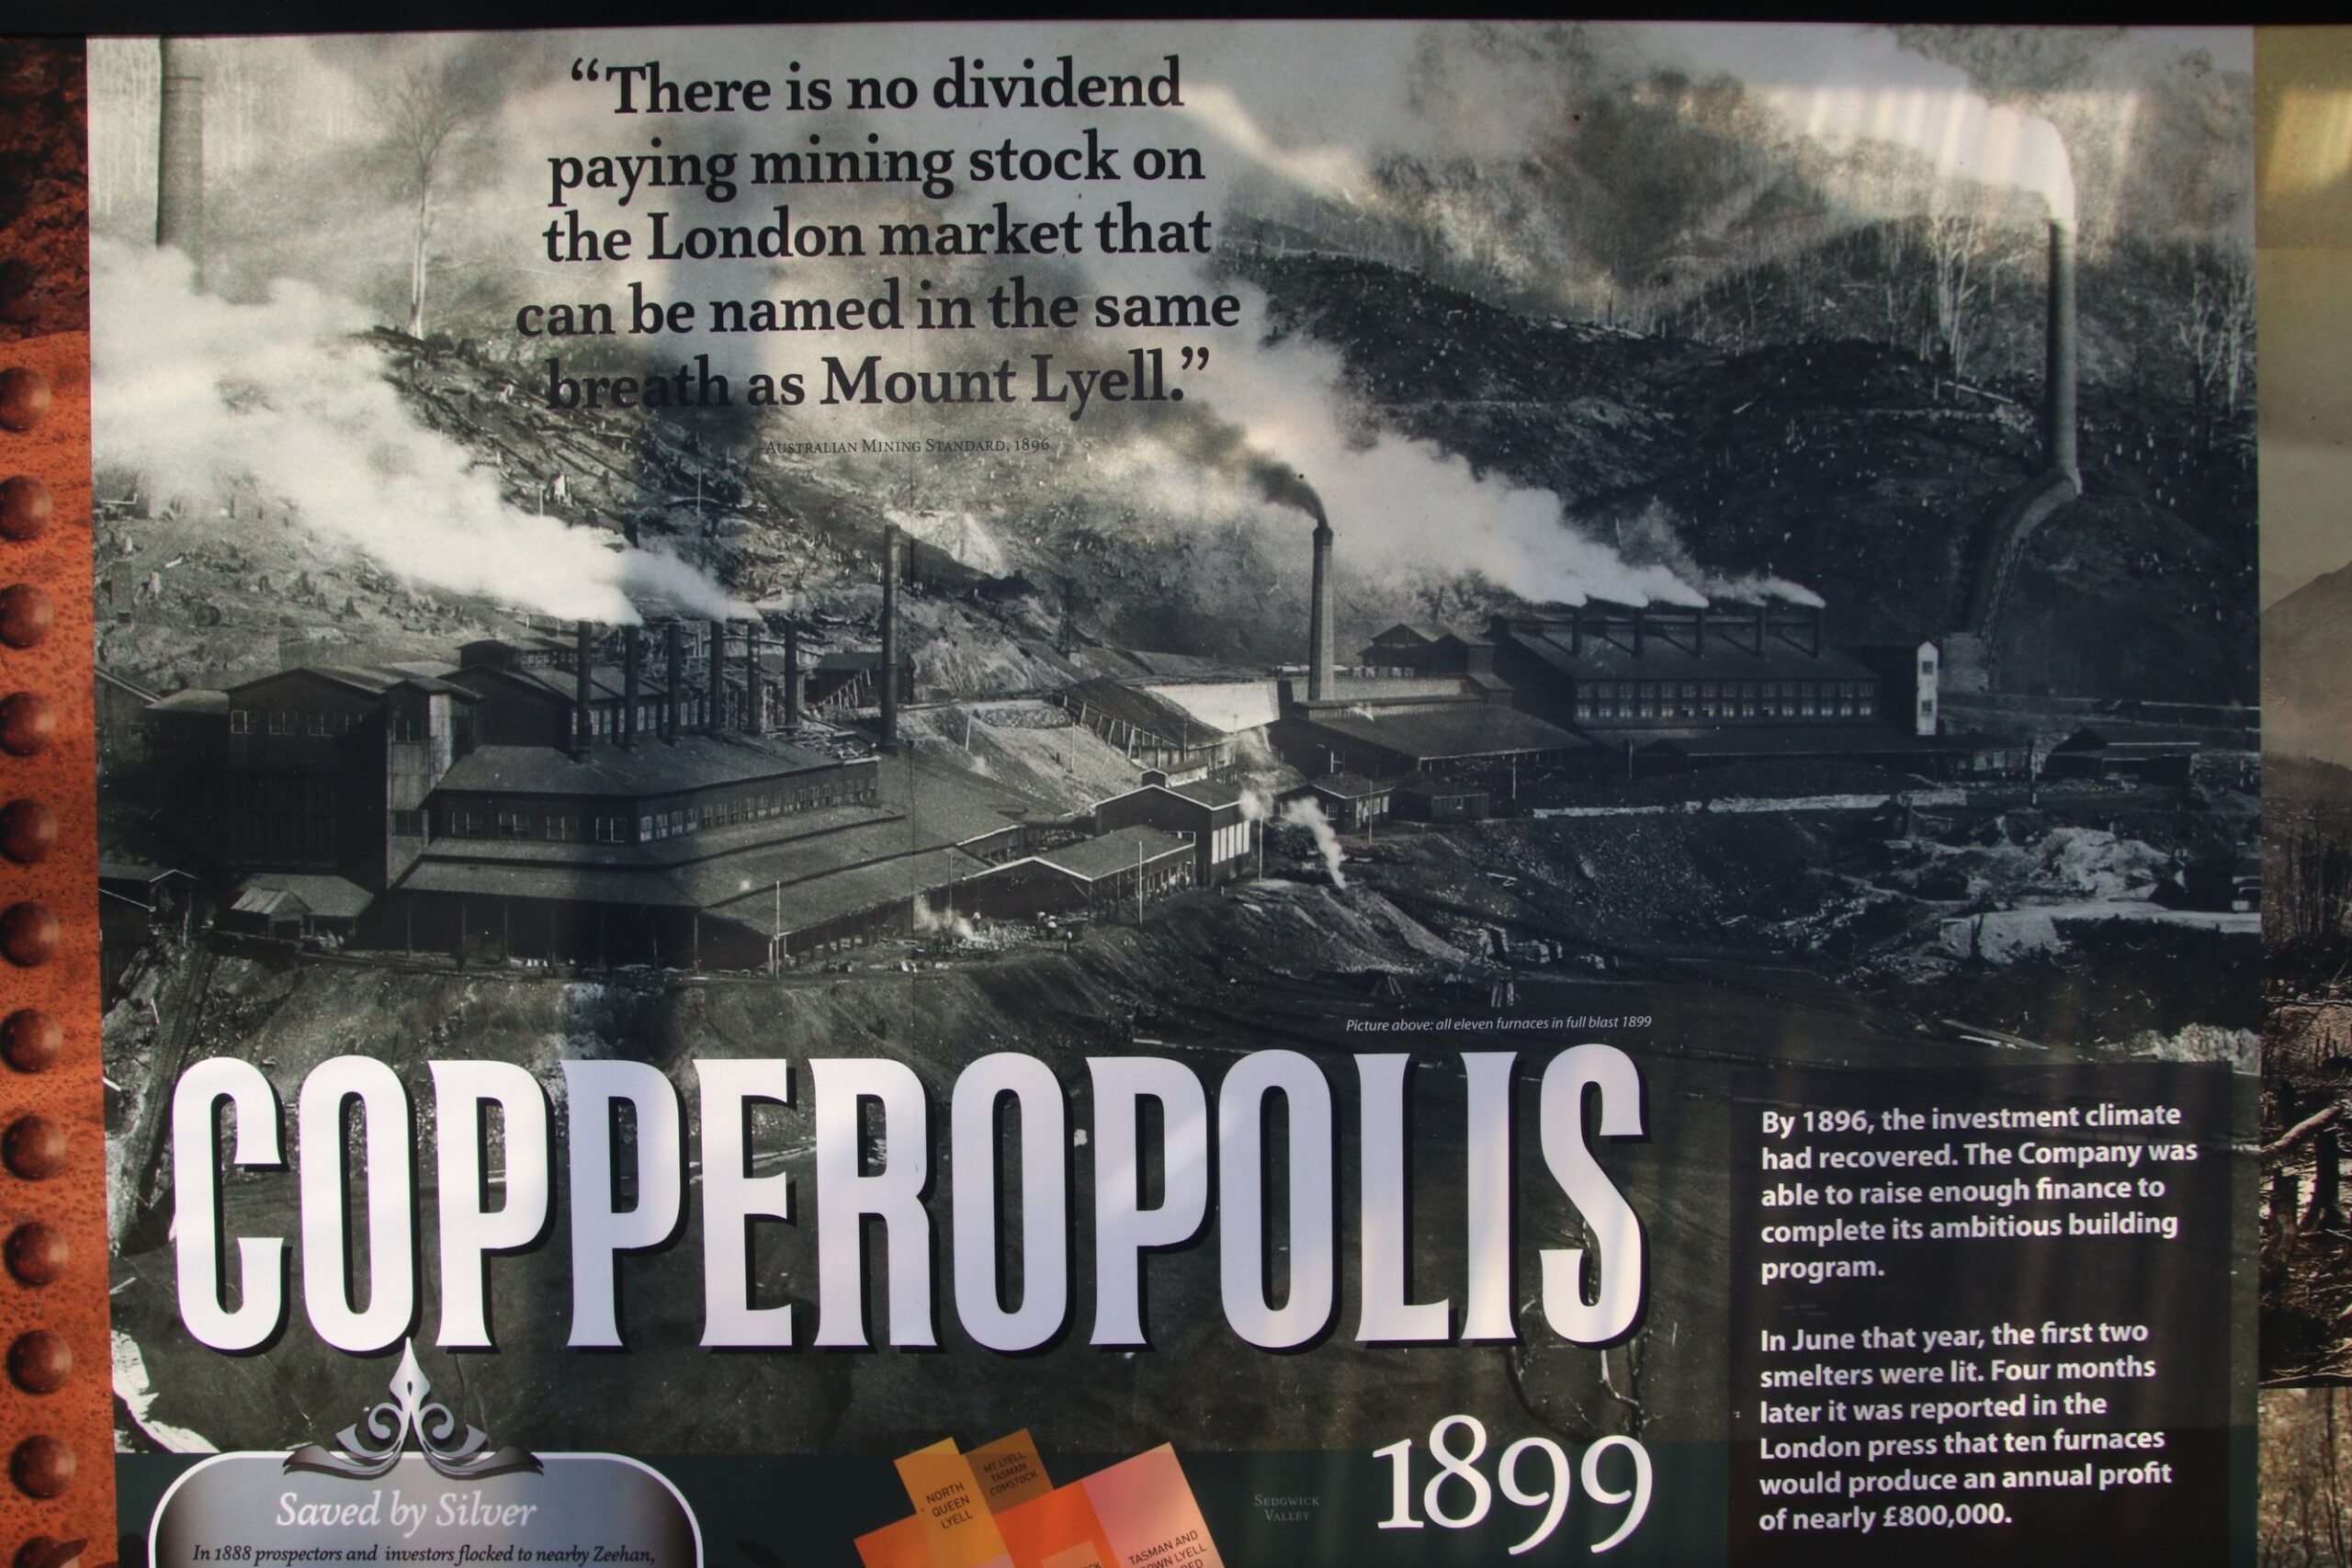 “There is no dividend
paying mining stock on
the London market that
can be named in the same
breath as Mount Lyell.”
Australian Mining Standard, 1896
Picture above: all eleven furnaces in full blast 1899
COPPEROPOLIS
1899
By 1896, the investment climate
had recovered. The Company was
able to raise enough finance to
complete its ambitious building
program.
In June that year, the first two
smelters were lit. Four months
later it was reported in the
London press that ten furnaces
would produce an annual profit
of nearly £800,000.
Saved by Silver
In 1888 prospectors and investors flocked to nearby Zeehan,
NORTH
QUEEN
LYELL
MT LYELL
TASMAN
COMSTOCK
TASMAN AND
LYELL
Sedgwick
Valley